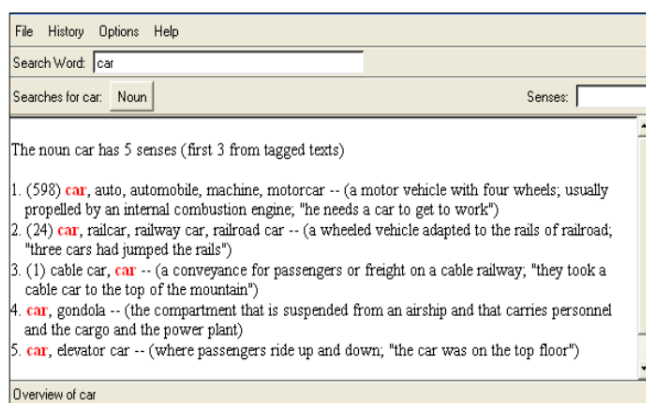 File History Options Help
Search Word: car
Searches for car: Noun Senses:
The noun car has 5 senses (first 3 from tagged texts)
1. (598) car, auto, automobile, machine, motorcar -- (a motor vehicle with four wheels; usually
propelled by an internal combustion engine; "he needs a car to get to work")
2. (24) car, railcar, railway car, railroad car -- (a wheeled vehicle adapted to the rails of railroad;
"three cars had jumped the rails")
3. (1) cable car, car -- (a conveyance for passengers or freight on a cable railway; "they took a
cable car to the top of the mountain")
4. car, gondola -- (the compartment that is suspended from an airship and that carries personnel
and the cargo and the power plant)
5. car, elevator car -- (where passengers ride up and down; "the car was on the top floor")
Overview of car